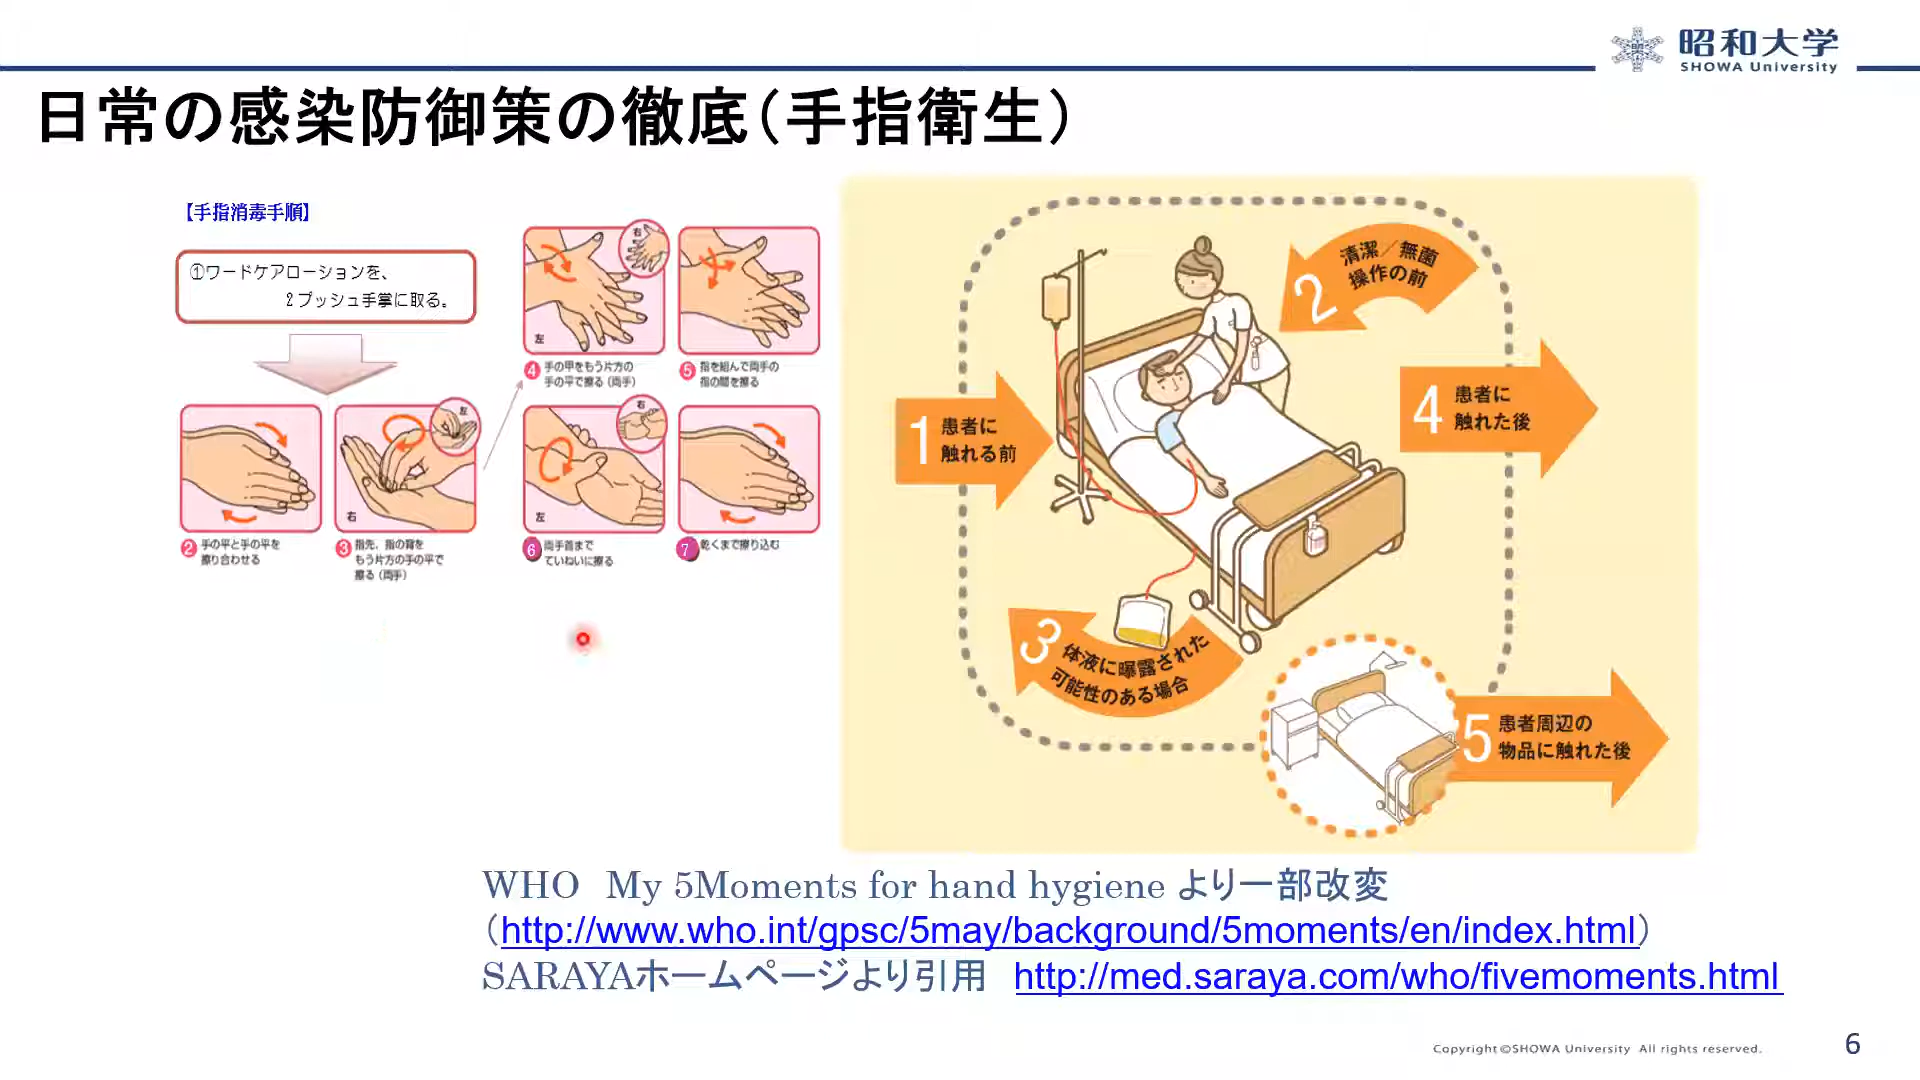 昭和大学
SHOWA University
日常の感染防御策の徹底（手指衛生）
【手指消毒手順】
①ワードケアローションを、
2プッシュ手掌に取る。
左
右
2 手の平と手の平を
擦り合わせる
左
右
3 指先、指の背を
もう片方の手の平で
擦る（両手）
右
左
4 手の甲をもう片方の
手の平で擦る（両手）
5 指を組んで両手の
指の間を擦る
右
左
6 両手首まで
ていねいに擦る
7 乾くまで擦り込む
1 患者に
触れる前
2 清潔／無菌
操作の前
3 体液に曝露された
可能性のある場合
4 患者に
触れた後
5 患者周辺の
物品に触れた後
WHO My 5Moments for hand hygiene より一部改変
（http://www.who.int/gpsc/5may/background/5moments/en/index.html）
SARAYAホームページより引用 http://med.saraya.com/who/fivemoments.html
Copyright ©SHOWA University All rights reserved.
6